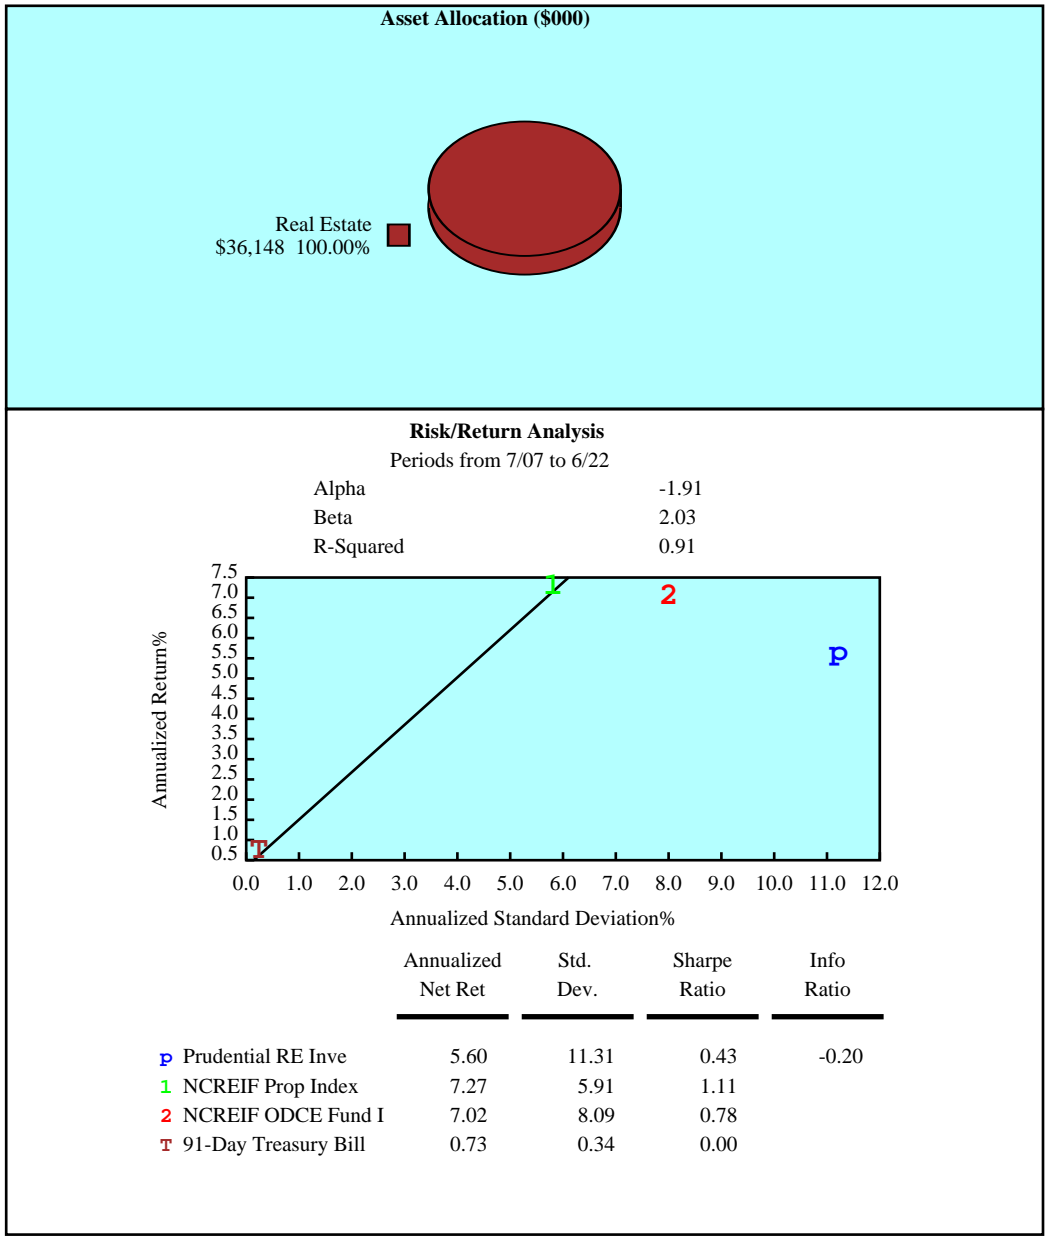 Asset Allocation ($000)
Real Estate
$36,148 100.00%
Risk/Return Analysis
Periods from 7/07 to 6/22
Alpha -1.91
Beta 2.03
R-Squared 0.91
7.5
7.0
6.5
6.0
5.5
5.0
4.5
4.0
3.5
3.0
2.5
2.0
1.5
1.0
0.5
Annualized Return%
1
2
p
T
0.0 1.0 2.0 3.0 4.0 5.0 6.0 7.0 8.0 9.0 10.0 11.0 12.0
Annualized Standard Deviation%
Annualized Std. Sharpe Info
Net Ret Dev. Ratio Ratio
p Prudential RE Inve 5.60 11.31 0.43 -0.20
1 NCREIF Prop Index 7.27 5.91 1.11
2 NCREIF ODCE Fund I 7.02 8.09 0.78
T 91-Day Treasury Bill 0.73 0.34 0.00